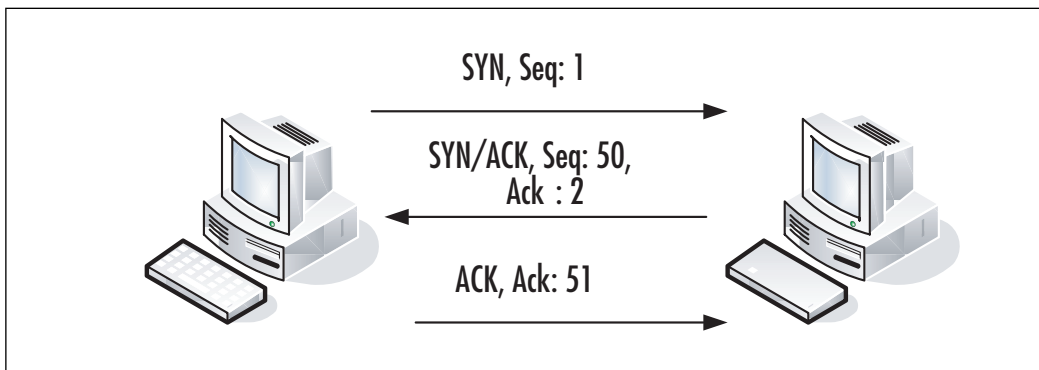 SYN, Seq: 1
SYN/ACK, Seq: 50,
Ack : 2
ACK, Ack: 51